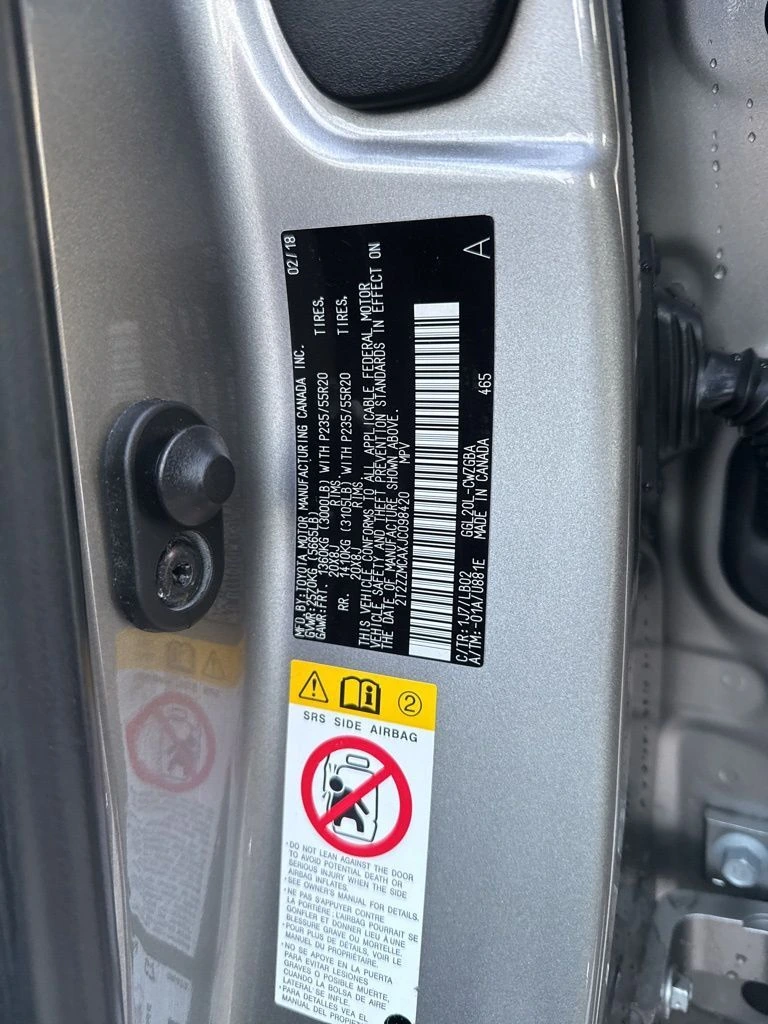 MFD.BY:TOYOTA MOTOR MANUFACTURING CANADA INC. 02/18
GVWR:2570KG(5665LB)
GAWR:FRT. 1360KG(3000LB)WITH P235/55R20 TIRES,
20X8J RIMS,
RR. 1410KG(3105LB)WITH P235/55R20 TIRES,
20X8J RIMS,
THIS VEHICLE CONFORMS TO ALL APPLICABLE FEDERAL MOTOR
VEHICLE SAFETY AND THEFT PREVENTION STANDARDS IN EFFECT ON
THE DATE OF MANUFACTURE SHOWN ABOVE.
2T2ZZMCAXJC098420 MPV
C/TR:1J7/LB02 GGL20L-CWZGBA 465
A/TM:-01A/U881E MADE IN CANADA
A
2
SRS SIDE AIRBAG
•DO NOT LEAN AGAINST THE DOOR
TO AVOID POTENTIAL DEATH OR
SERIOUS INJURY WHEN THE SIDE
AIRBAG INFLATES.
•SEE OWNER'S MANUAL FOR DETAILS.
•NE PAS S'APPUYER CONTRE
LA PORTIÈRE; L'AIRBAG POURRAIT SE
GONFLER ET DONNER LIEU À UNE
BLESSURE GRAVE OU MORTELLE.
•POUR PLUS DE DÉTAILS, VOIR LE
MANUEL DU PROPRIÉTAIRE.
•NO SE APOYE EN LA PUERTA
PARA EVITAR LESIONES
GRAVES O POSIBLE MUERTE,
CUANDO LA BOLSA DE AIRE
LATERAL SE INFLE.
•PARA DETALLES VEA EL
MANUAL DEL